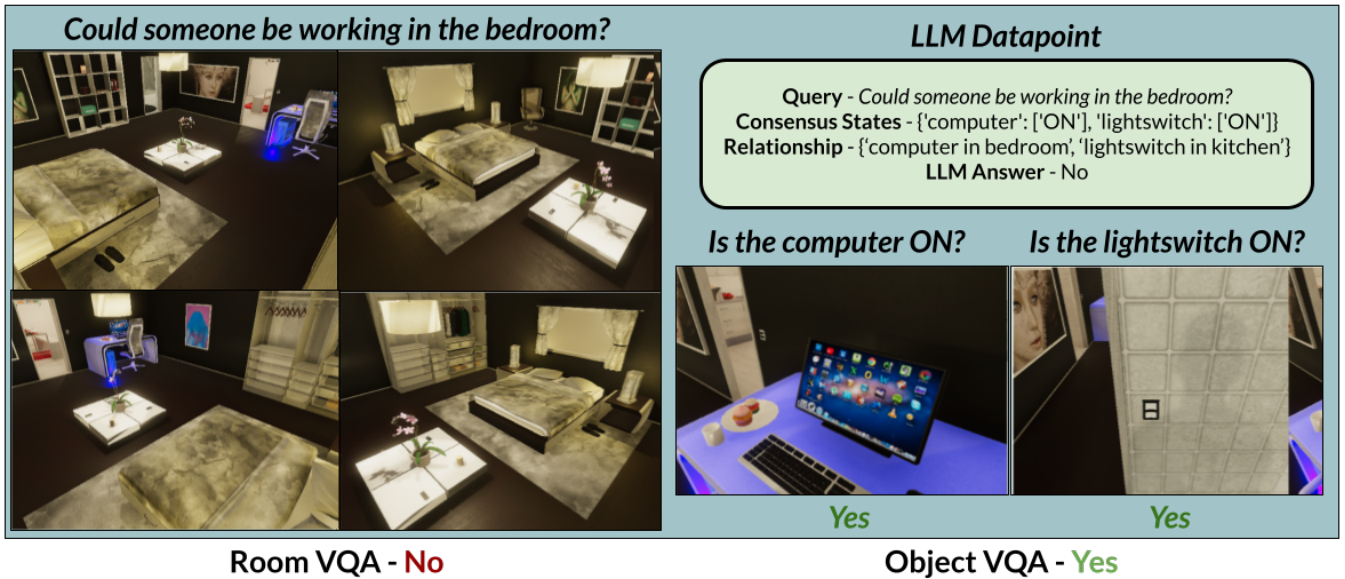 Could someone be working in the bedroom?
LLM Datapoint
Query - Could someone be working in the bedroom?
Consensus States - {'computer': ['ON'], 'lightswitch': ['ON']}
Relationship - {‘computer in bedroom’, ‘lightswitch in kitchen’}
LLM Answer - No
Is the computer ON?
Is the lightswitch ON?
Yes
Yes
Room VQA - No
Object VQA - Yes